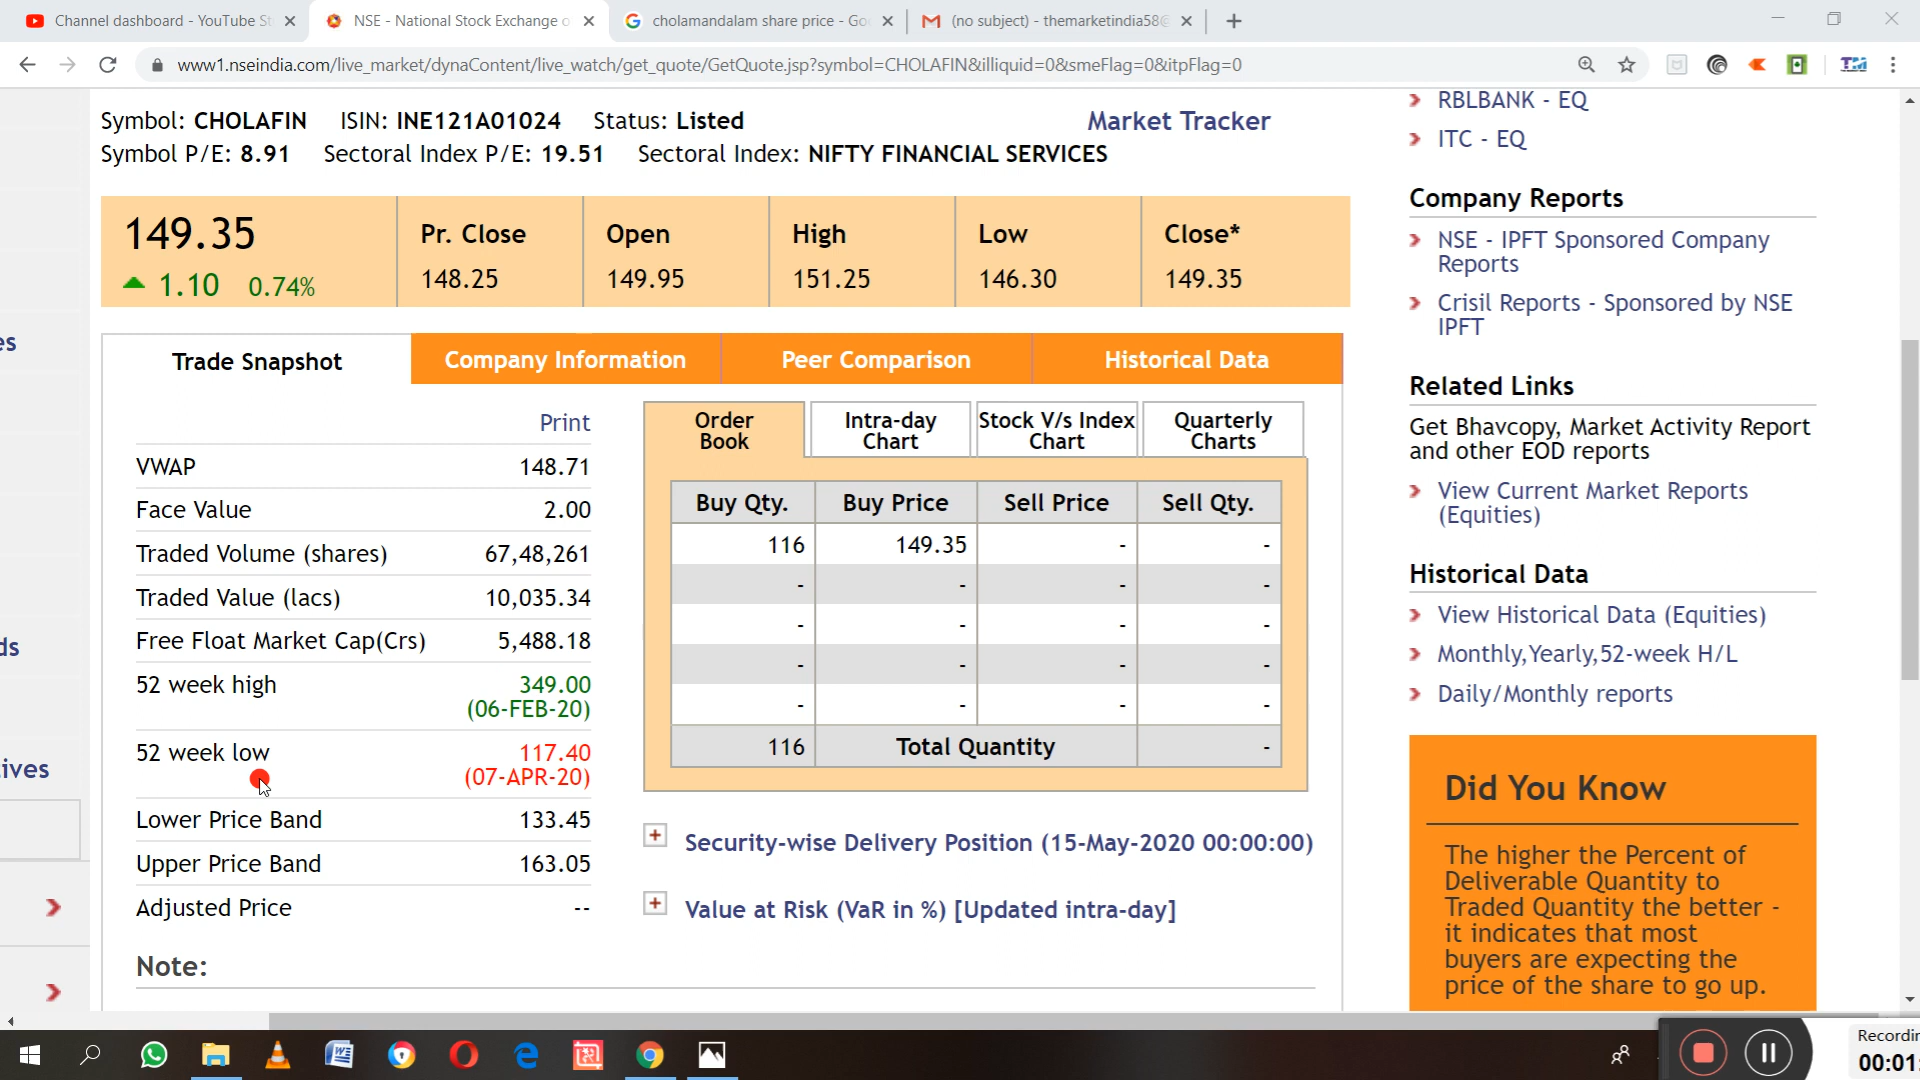 Channel dashboard - YouTube St
NSE - National Stock Exchange o
cholamandalam share price - Goo
(no subject) - themarketindia58@
www1.nseindia.com/live_market/dynaContent/live_watch/get_quote/GetQuote.jsp?symbol=CHOLAFIN&illiquid=0&smeFlag=0&itpFlag=0
Symbol: CHOLAFIN ISIN: INE121A01024 Status: Listed
Market Tracker
Symbol P/E: 8.91 Sectoral Index P/E: 19.51 Sectoral Index: NIFTY FINANCIAL SERVICES
149.35
1.10 0.74%
Pr. Close Open High Low Close*
148.25 149.95 151.25 146.30 149.35
Trade Snapshot
Company Information
Peer Comparison
Historical Data
Print
VWAP 148.71
Face Value 2.00
Traded Volume (shares) 67,48,261
Traded Value (lacs) 10,035.34
Free Float Market Cap(Crs) 5,488.18
52 week high 349.00
(06-FEB-20)
52 week low 117.40
(07-APR-20)
Lower Price Band 133.45
Upper Price Band 163.05
Adjusted Price --
Note:
Order
Book
Intra-day
Chart
Stock V/s Index
Chart
Quarterly
Charts
Buy Qty. Buy Price Sell Price Sell Qty.
116 149.35 - -
- - - -
- - - -
- - - -
- - - -
116 Total Quantity -
Security-wise Delivery Position (15-May-2020 00:00:00)
Value at Risk (VaR in %) [Updated intra-day]
RBLBANK - EQ
ITC - EQ
Company Reports
NSE - IPFT Sponsored Company
Reports
Crisil Reports - Sponsored by NSE
IPFT
Related Links
Get Bhavcopy, Market Activity Report
and other EOD reports
View Current Market Reports
(Equities)
Historical Data
View Historical Data (Equities)
Monthly,Yearly,52-week H/L
Daily/Monthly reports
Did You Know
The higher the Percent of
Deliverable Quantity to
Traded Quantity the better -
it indicates that most
buyers are expecting the
price of the share to go up.
es
ds
ives
Recordin
00:01: